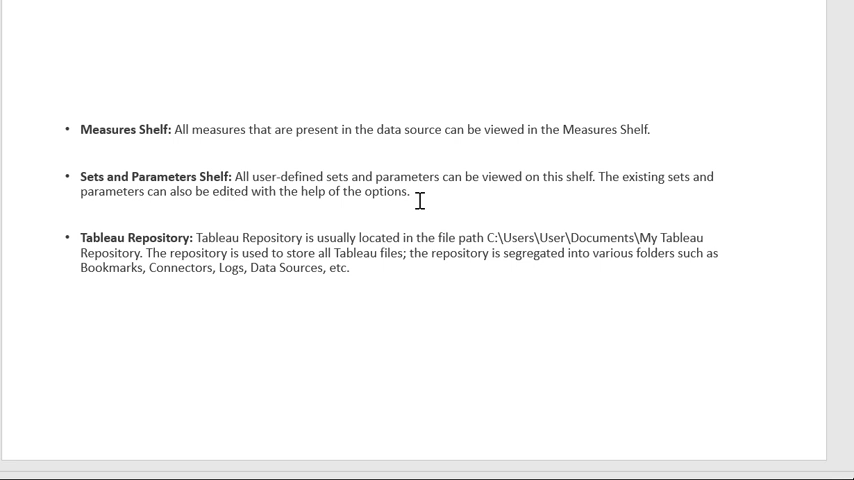 • Measures Shelf: All measures that are present in the data source can be viewed in the Measures Shelf.
• Sets and Parameters Shelf: All user-defined sets and parameters can be viewed on this shelf. The existing sets and
parameters can also be edited with the help of the options.
• Tableau Repository: Tableau Repository is usually located in the file path C:\Users\User\Documents\My Tableau
Repository. The repository is used to store all Tableau files; the repository is segregated into various folders such as
Bookmarks, Connectors, Logs, Data Sources, etc.